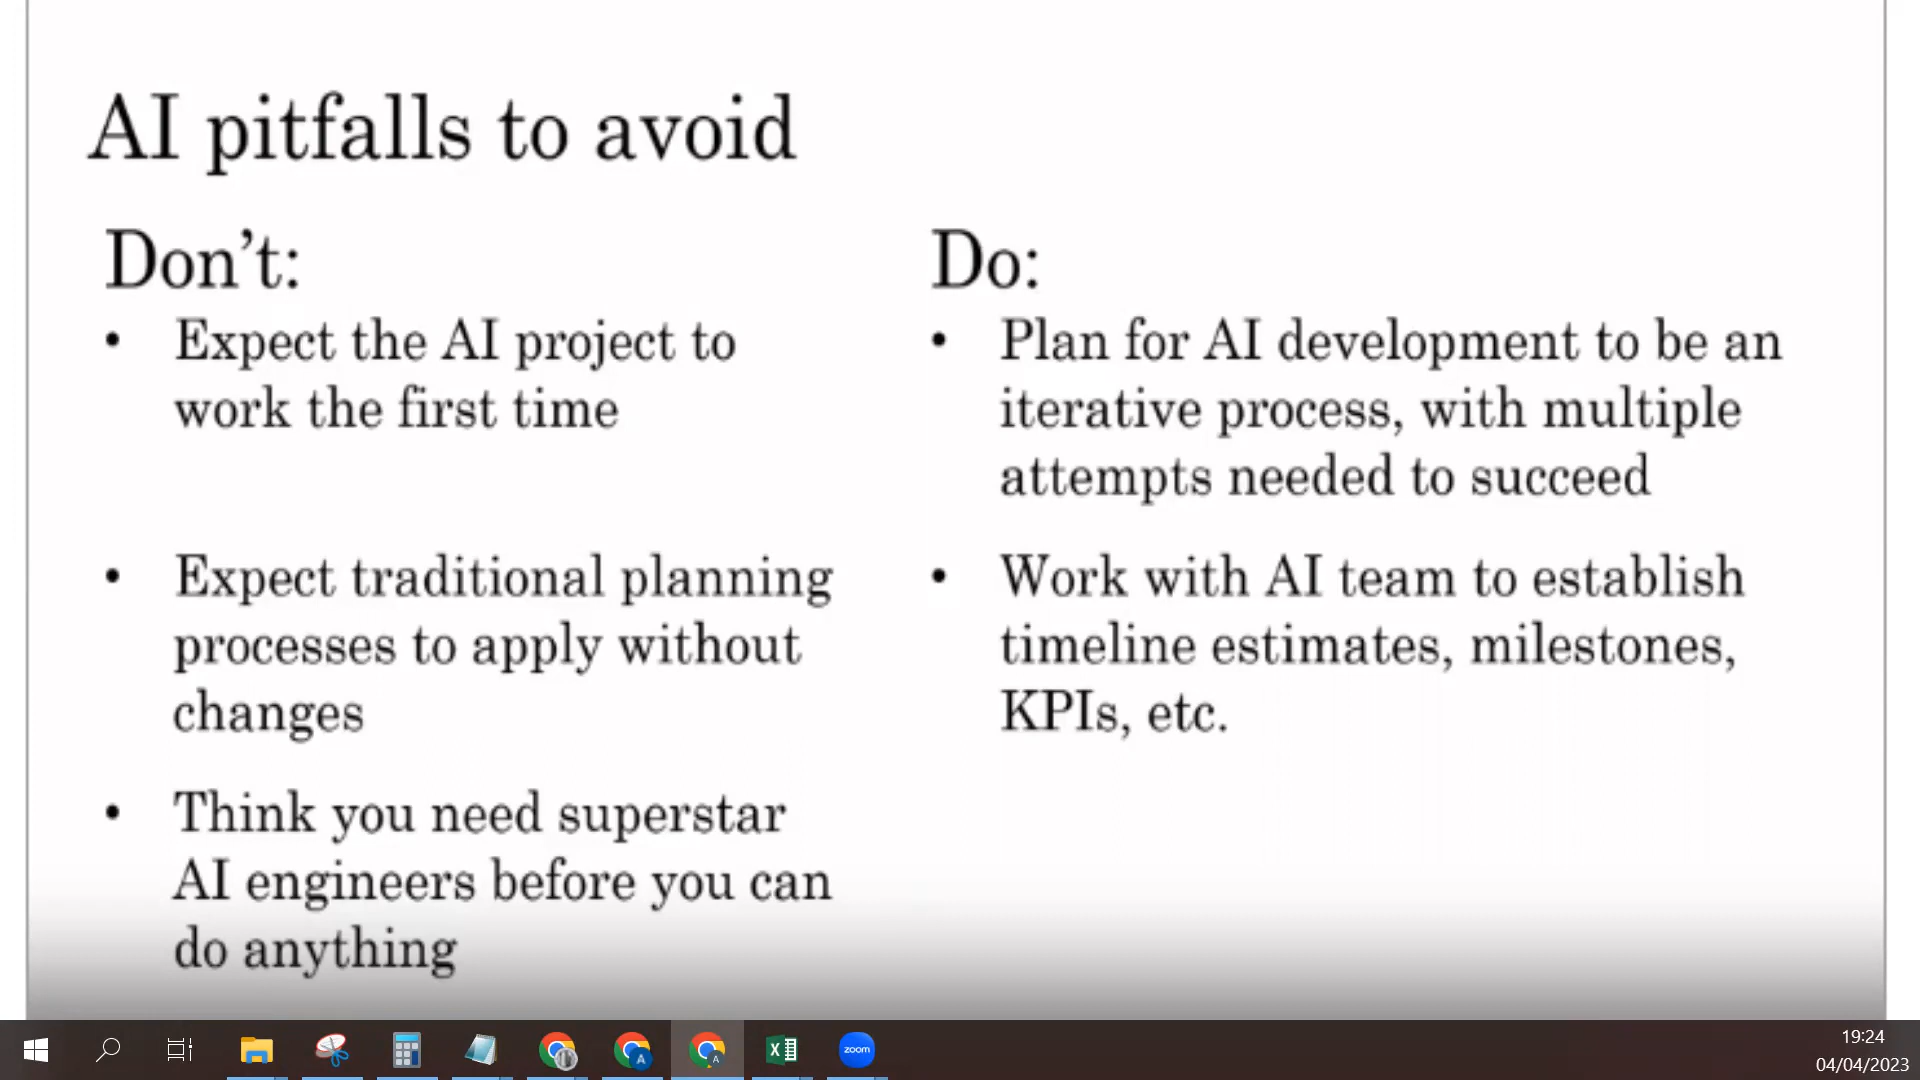 AI pitfalls to avoid
Don’t:
• Expect the AI project to
work the first time
• Expect traditional planning
processes to apply without
changes
• Think you need superstar
AI engineers before you can
do anything
Do:
• Plan for AI development to be an
iterative process, with multiple
attempts needed to succeed
• Work with AI team to establish
timeline estimates, milestones,
KPIs, etc.
A
A
X
zoom
19:24
04/04/2023